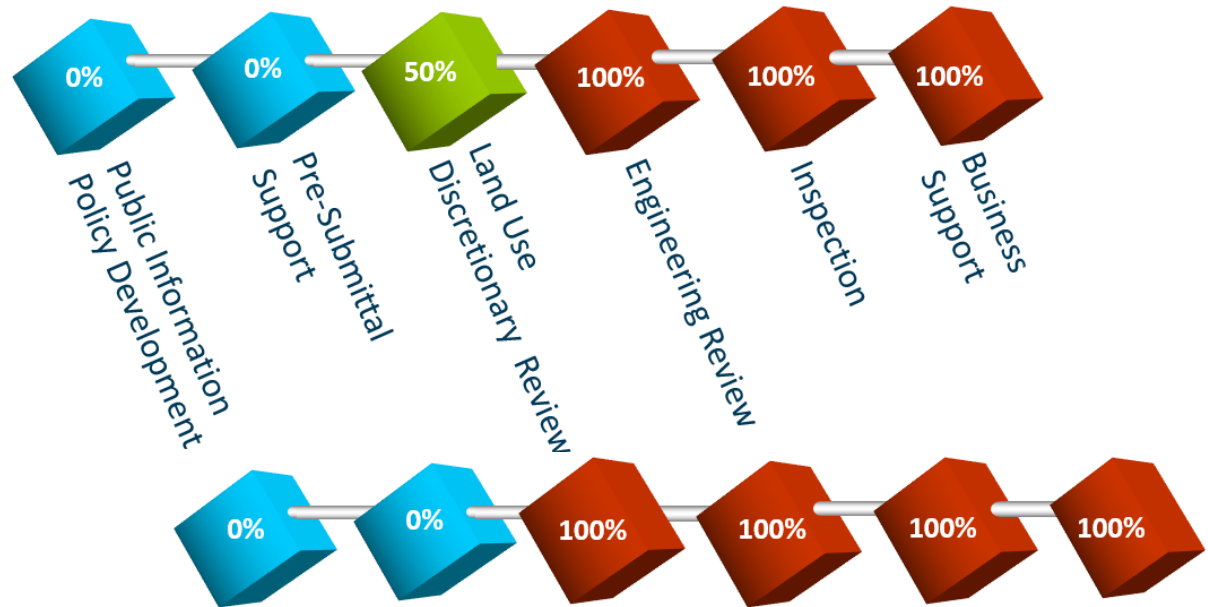 0%
0%
50%
100%
100%
100%
Public Information
Policy Development
Pre-Submittal
Support
Land Use
Discretionary Review
Engineering Review
Inspection
Business
Support
0%
0%
100%
100%
100%
100%